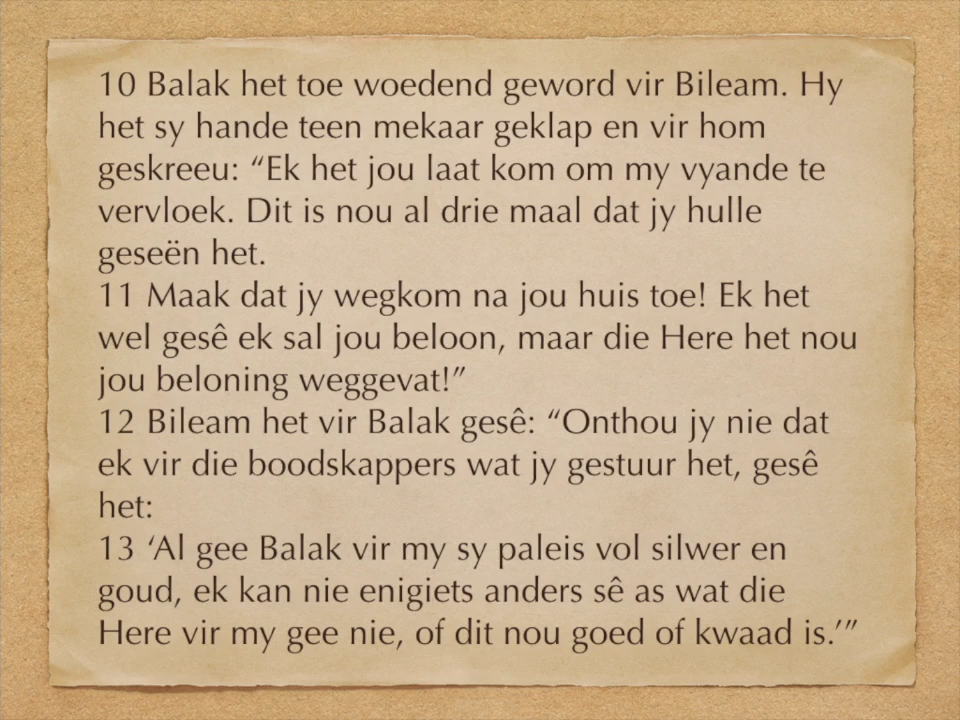 10 Balak het toe woedend geword vir Bileam. Hy
het sy hande teen mekaar geklap en vir hom
geskreeu: “Ek het jou laat kom om my vyande te
vervloek. Dit is nou al drie maal dat jy hulle
geseën het.
11 Maak dat jy wegkom na jou huis toe! Ek het
wel gesê ek sal jou beloon, maar die Here het nou
jou beloning weggevat!”
12 Bileam het vir Balak gesê: “Onthou jy nie dat
ek vir die boodskappers wat jy gestuur het, gesê
het:
13 ‘Al gee Balak vir my sy paleis vol silwer en
goud, ek kan nie enigiets anders sê as wat die
Here vir my gee nie, of dit nou goed of kwaad is.’”